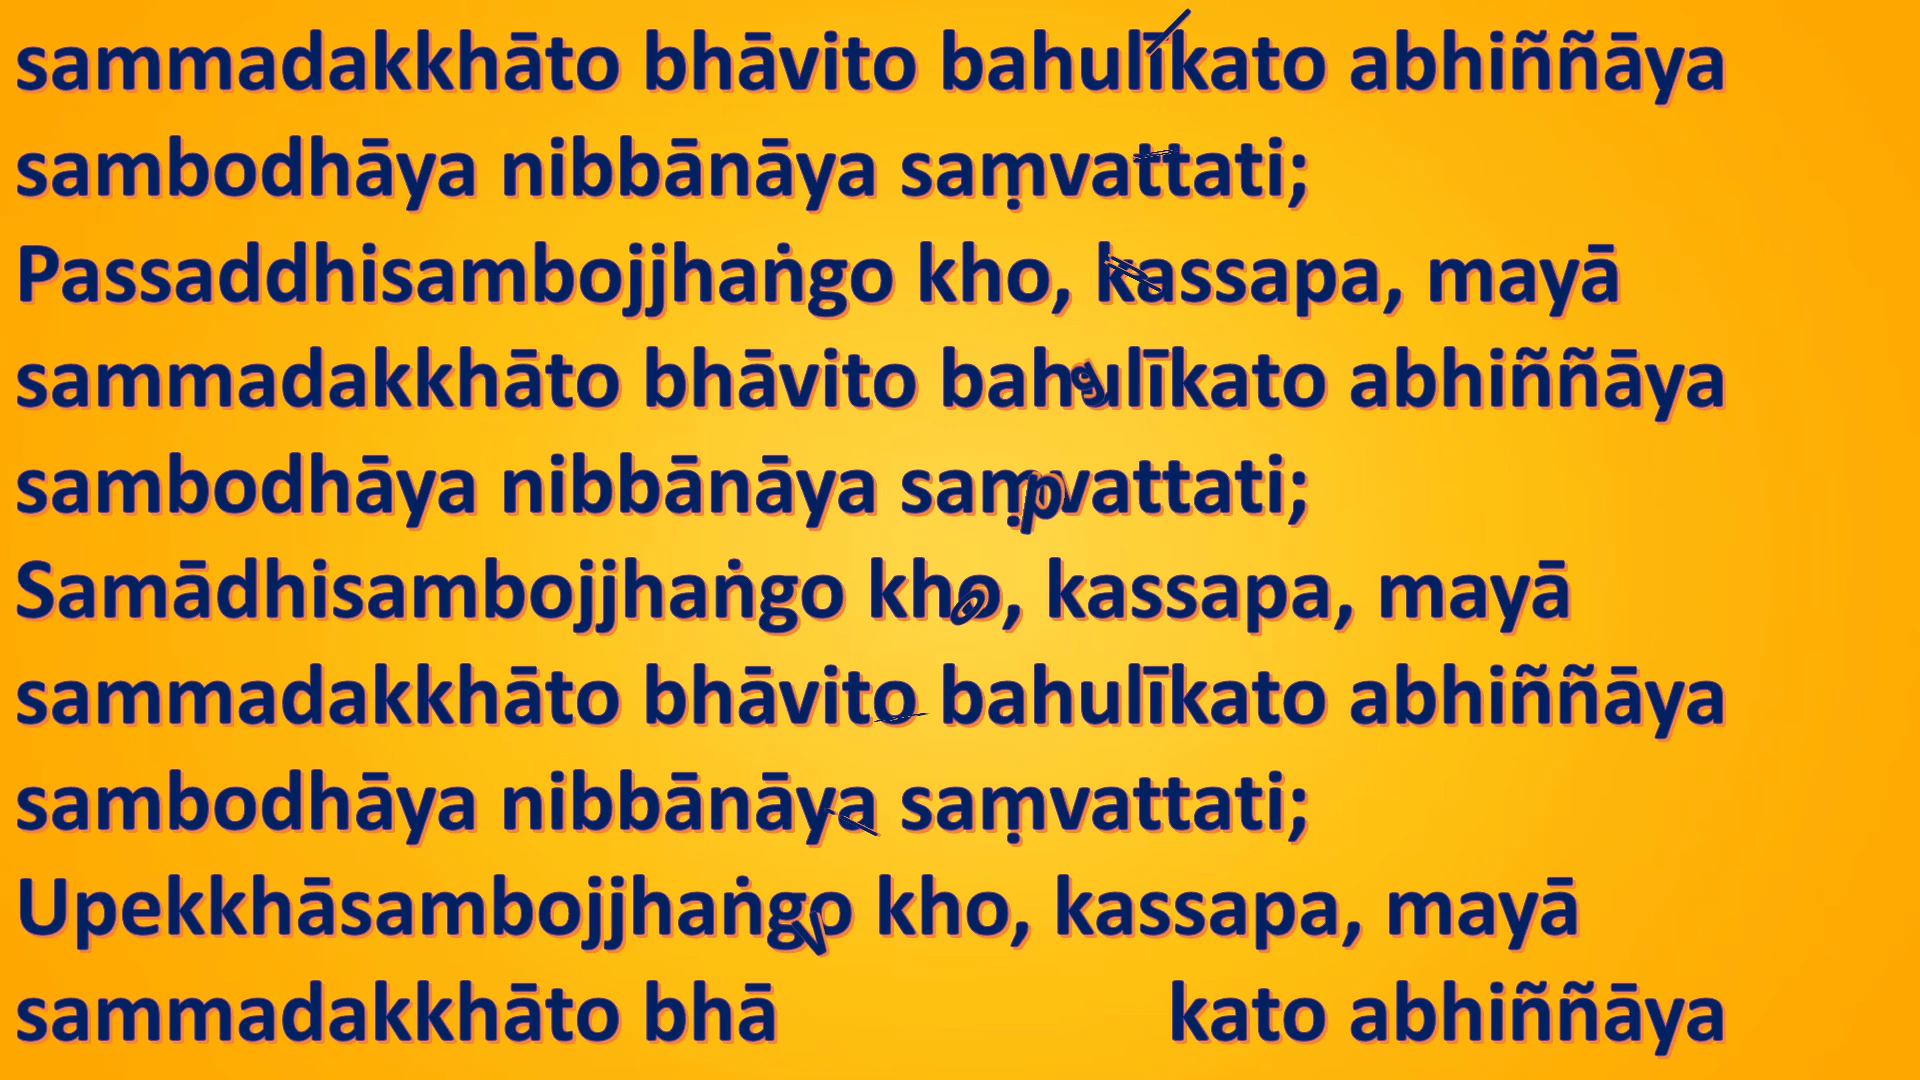 sammadakkhāto bhāvito bahulīkato abhiññāya
sambodhāya nibbānāya saṃvattati;
Passaddhisambojjhaṅgo kho, kassapa, mayā
sammadakkhāto bhāvito bahulīkato abhiññāya
sambodhāya nibbānāya saṃvattati;
Samādhisambojjhaṅgo kho, kassapa, mayā
sammadakkhāto bhāvito bahulīkato abhiññāya
sambodhāya nibbānāya saṃvattati;
Upekkhāsambojjhaṅgo kho, kassapa, mayā
sammadakkhāto bhā kato abhiññāya